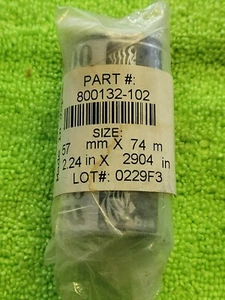 PART #:
800132-102
SIZE:
57 mm X 74 m
2.24 in X 2904 in
LOT#: 0229F3